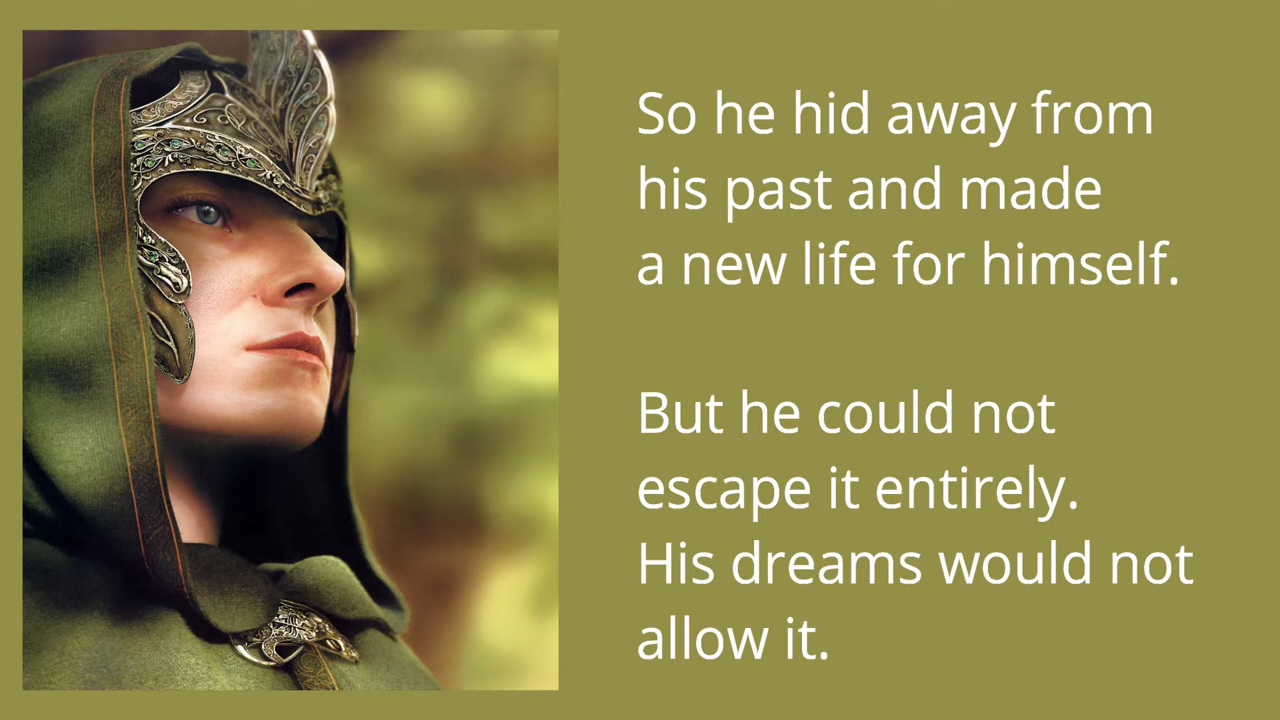 So he hid away from
his past and made
a new life for himself.
But he could not
escape it entirely.
His dreams would not
allow it.